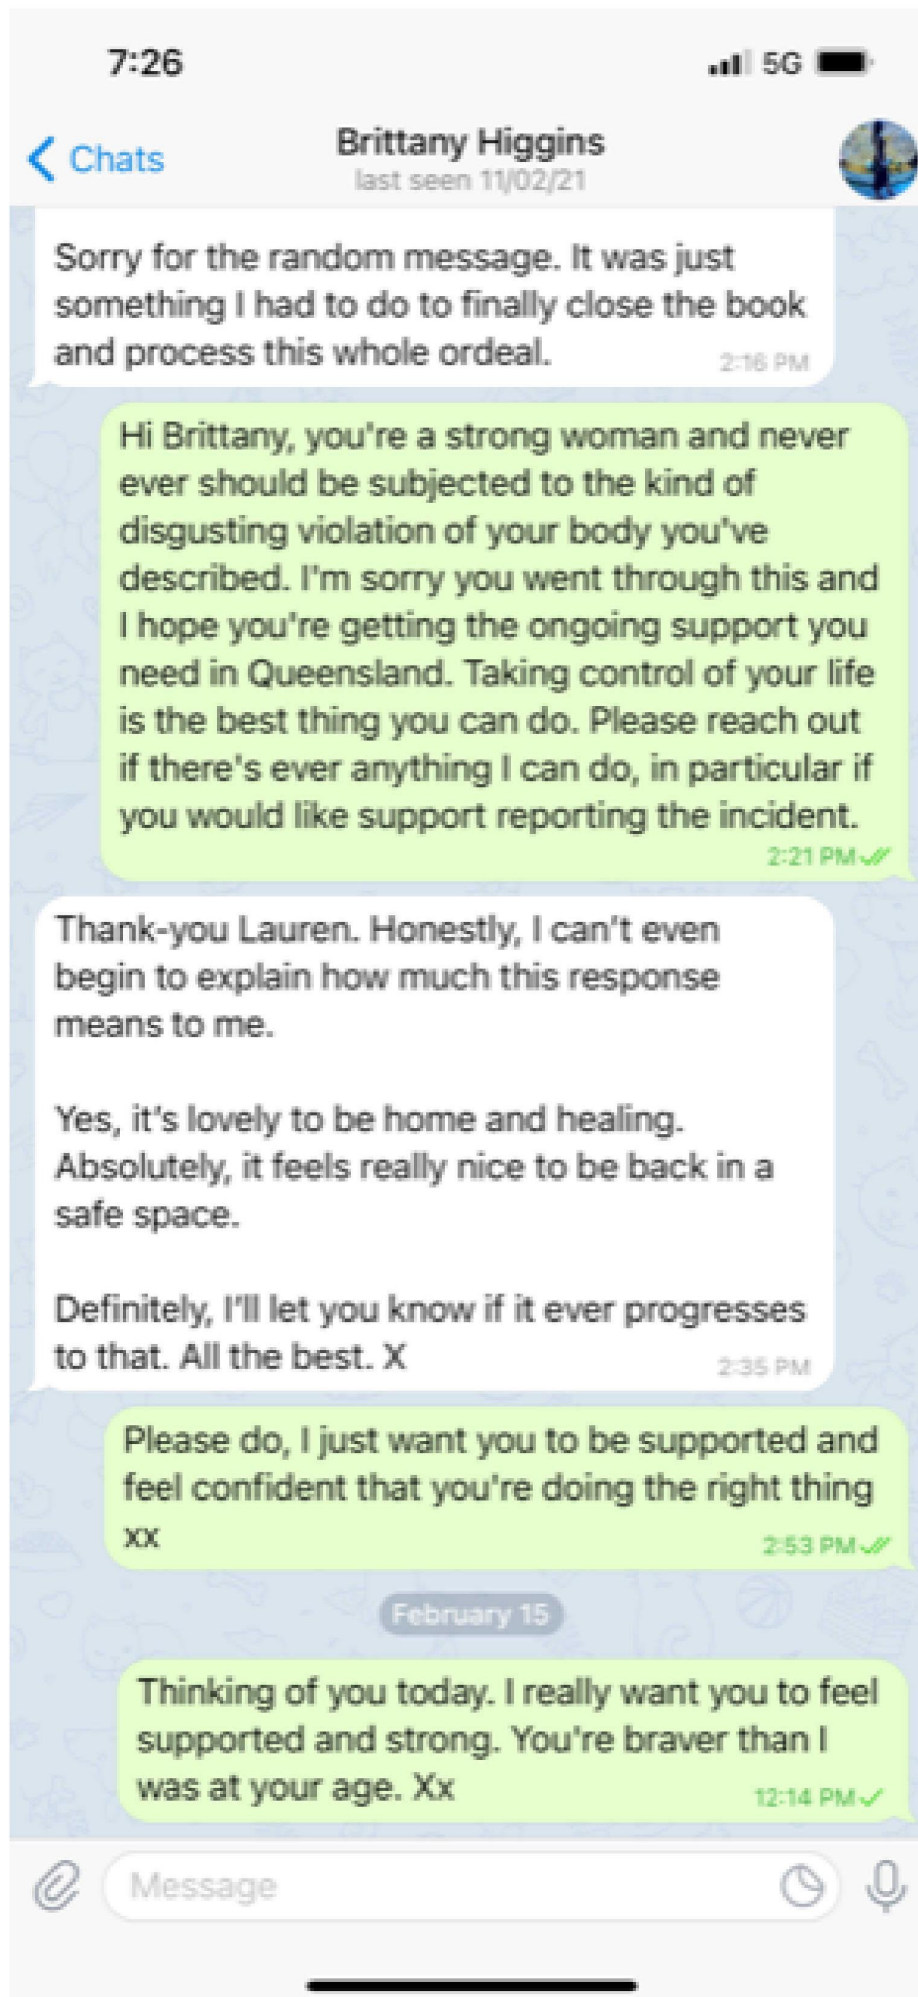 7:26
5G
Chats
Brittany Higgins
last seen 11/02/21
Sorry for the random message. It was just
something I had to do to finally close the book
and process this whole ordeal.
2:16 PM
Hi Brittany, you're a strong woman and never
ever should be subjected to the kind of
disgusting violation of your body you've
described. I'm sorry you went through this and
I hope you're getting the ongoing support you
need in Queensland. Taking control of your life
is the best thing you can do. Please reach out
if there's ever anything I can do, in particular if
you would like support reporting the incident.
2:21 PM
Thank-you Lauren. Honestly, I can't even
begin to explain how much this response
means to me.
Yes, it's lovely to be home and healing.
Absolutely, it feels really nice to be back in a
safe space.
Definitely, I'll let you know if it ever progresses
to that. All the best. X
2:35 PM
Please do, I just want you to be supported and
feel confident that you're doing the right thing
xx
2:53 PM
February 15
Thinking of you today. I really want you to feel
supported and strong. You're braver than I
was at your age. Xx
12:14 PM
Message